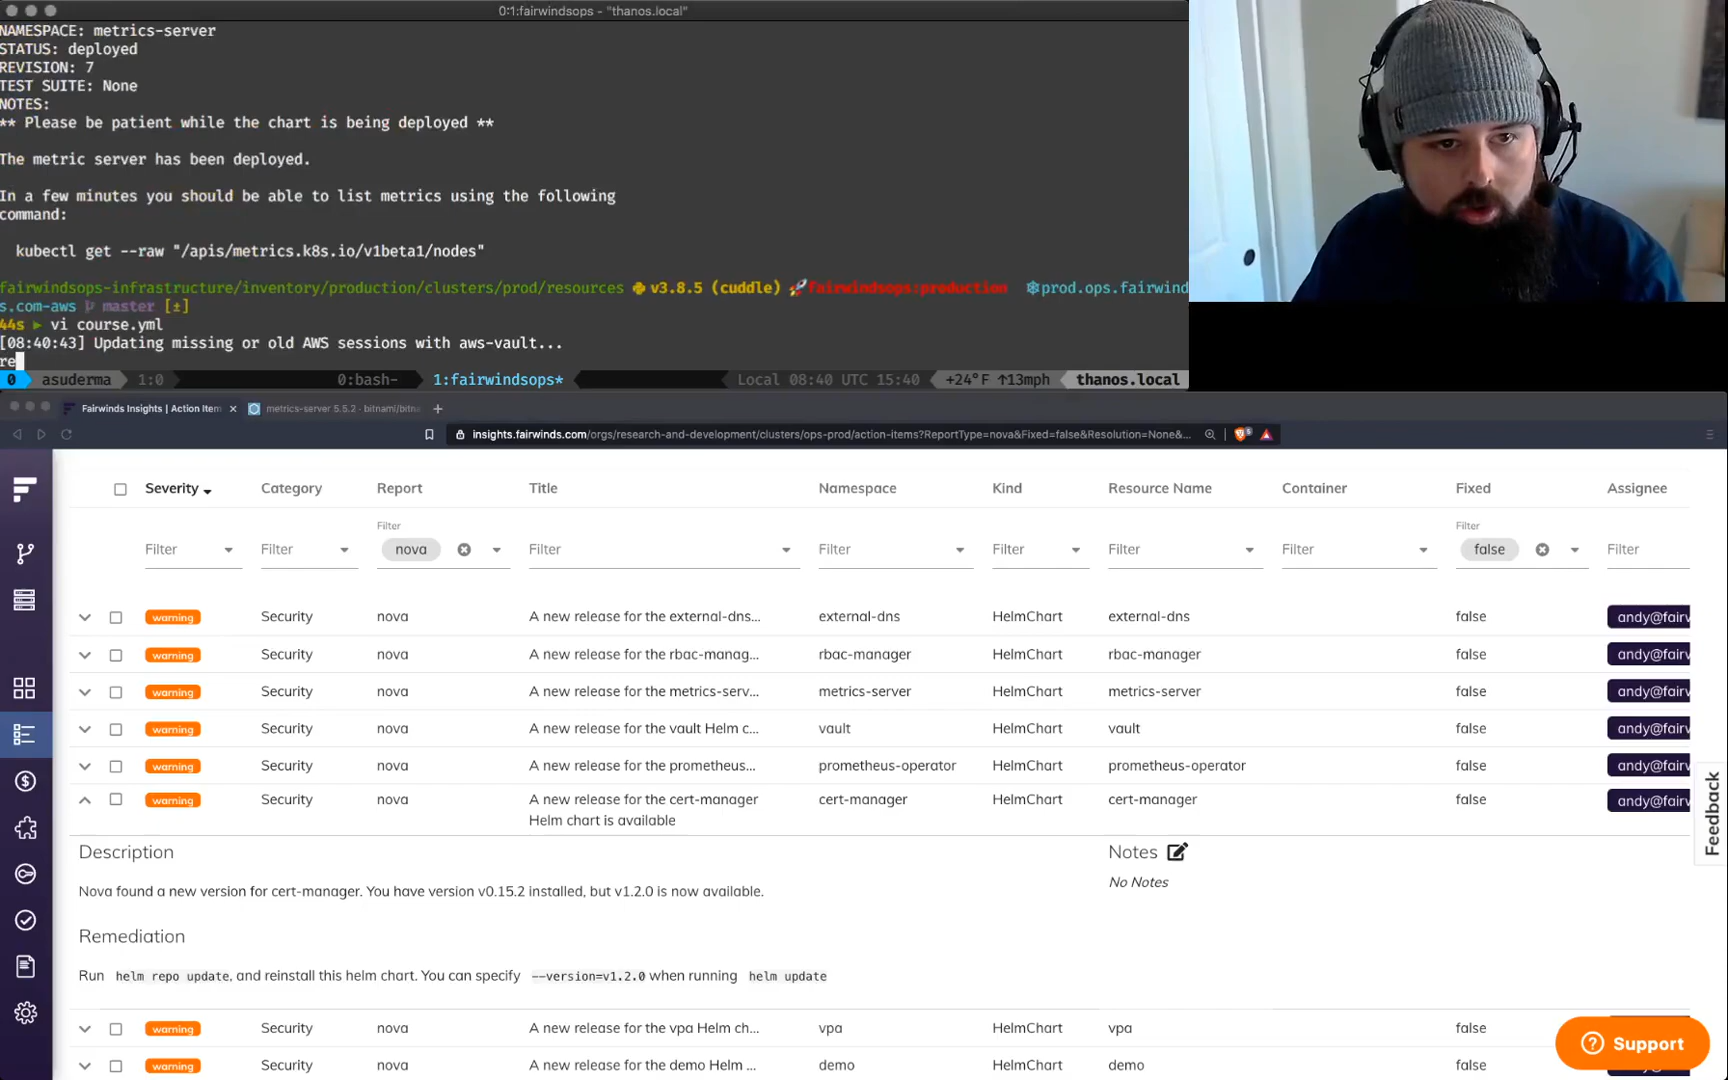 0:1:fairwindsops - "thanos.local"
NAMESPACE: metrics-server
STATUS: deployed
REVISION: 7
TEST SUITE: None
NOTES:
** Please be patient while the chart is being deployed **
The metric server has been deployed.
In a few minutes you should be able to list metrics using the following
command:
kubectl get --raw "/apis/metrics.k8s.io/v1beta1/nodes"
fairwindsops-infrastructure/inventory/production/clusters/prod/resources v3.8.5 (cuddle) fairwindsops:production prod.ops.fairwind
s.com-aws master [±]
44s ► vi course.yml
[08:40:43] Updating missing or old AWS sessions with aws-vault...
re
0 asuderma 1:0 0:bash- 1:fairwindsops* Local 08:40 UTC 15:40 +24°F ↑13mph thanos.local
Fairwinds Insights | Action Item metrics-server 5.5.2 · bitnami/bitn
insights.fairwinds.com/orgs/research-and-development/clusters/ops-prod/action-items?ReportType=nova&Fixed=false&Resolution=None&...
Severity Category Report Title Namespace Kind Resource Name Container Fixed Assignee
Filter Filter
Filter Filter nova Filter Filter Filter Filter Filter false Filter
warning Security nova A new release for the external-dns... external-dns HelmChart external-dns false andy@fairw
warning Security nova A new release for the rbac-manag... rbac-manager HelmChart rbac-manager false andy@fairw
warning Security nova A new release for the metrics-serv... metrics-server HelmChart metrics-server false andy@fairw
warning Security nova A new release for the vault Helm c... vault HelmChart vault false andy@fairw
warning Security nova A new release for the prometheus... prometheus-operator HelmChart prometheus-operator false andy@fairw
warning Security nova A new release for the cert-manager cert-manager HelmChart cert-manager false andy@fairw
Helm chart is available
Description Notes
Nova found a new version for cert-manager. You have version v0.15.2 installed, but v1.2.0 is now available. No Notes
Remediation
Run helm repo update, and reinstall this helm chart. You can specify --version=v1.2.0 when running helm update
warning Security nova A new release for the vpa Helm ch... vpa HelmChart vpa false
warning Security nova A new release for the demo Helm ... demo HelmChart demo false
Feedback
Support